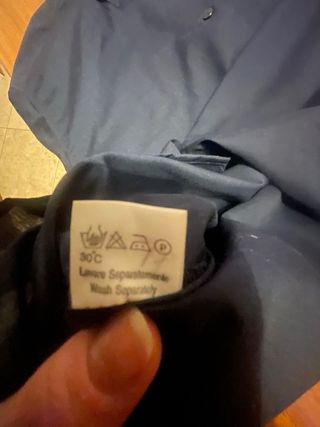 P
30°C
Lavare Separatamente
Wash Separately